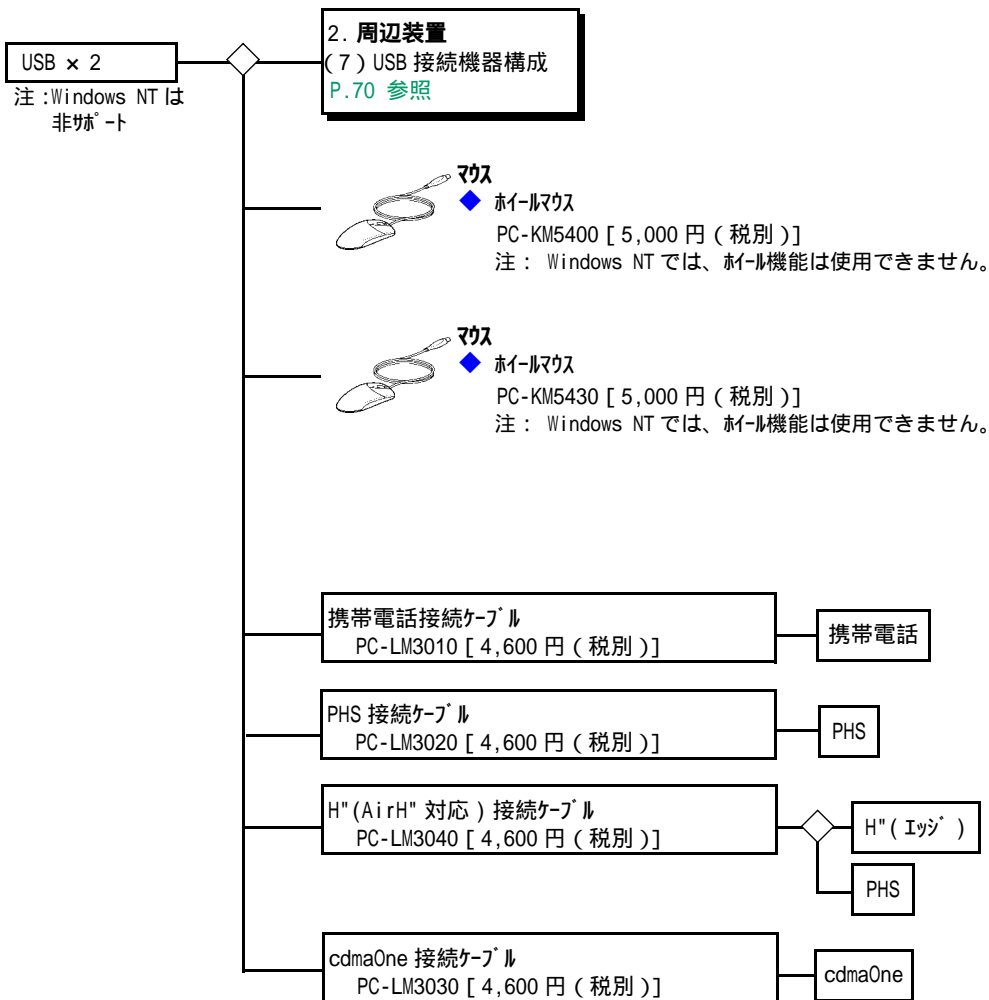 USB × 2
注：Windows NT は
非ｻﾎﾟｰﾄ
2. 周辺装置
(７) USB 接続機器構成
P.70 参照
ﾏｳｽ
◆ ﾎｲｰﾙﾏｳｽ
PC-KM5400 [ 5,000 円 ( 税別 )]
注： Windows NT では、ﾎｲｰﾙ機能は使用できません。
ﾏｳｽ
◆ ﾎｲｰﾙﾏｳｽ
PC-KM5430 [ 5,000 円 ( 税別 )]
注： Windows NT では、ﾎｲｰﾙ機能は使用できません。
携帯電話接続ｹｰﾌﾞﾙ
PC-LM3010 [ 4,600 円 ( 税別 )]
携帯電話
PHS 接続ｹｰﾌﾞﾙ
PC-LM3020 [ 4,600 円 ( 税別 )]
PHS
H"(AirH" 対応 ) 接続ｹｰﾌﾞﾙ
PC-LM3040 [ 4,600 円 ( 税別 )]
H"( ｴｯｼﾞ )
PHS
cdmaOne 接続ｹｰﾌﾞﾙ
PC-LM3030 [ 4,600 円 ( 税別 )]
cdmaOne